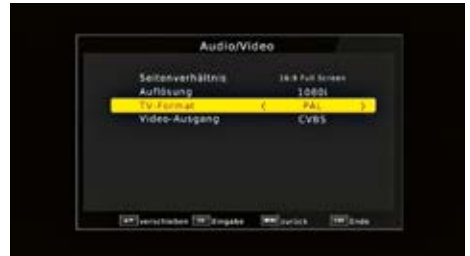 Audio/Video
Seitenverhältnis 16:9 Full Screen
Auflösung 1080i
TV-Format < PAL >
Video-Ausgang CVBS
verschieben Eingabe zurück Ende